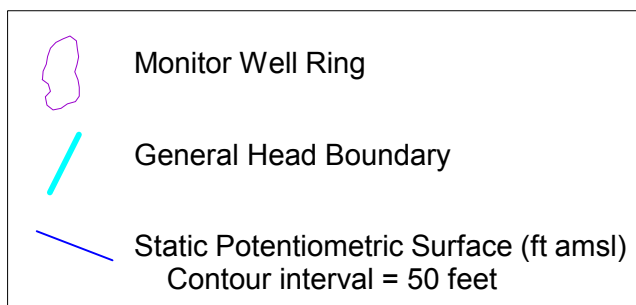 Monitor Well Ring
General Head Boundary
Static Potentiometric Surface (ft amsl)
Contour interval = 50 feet